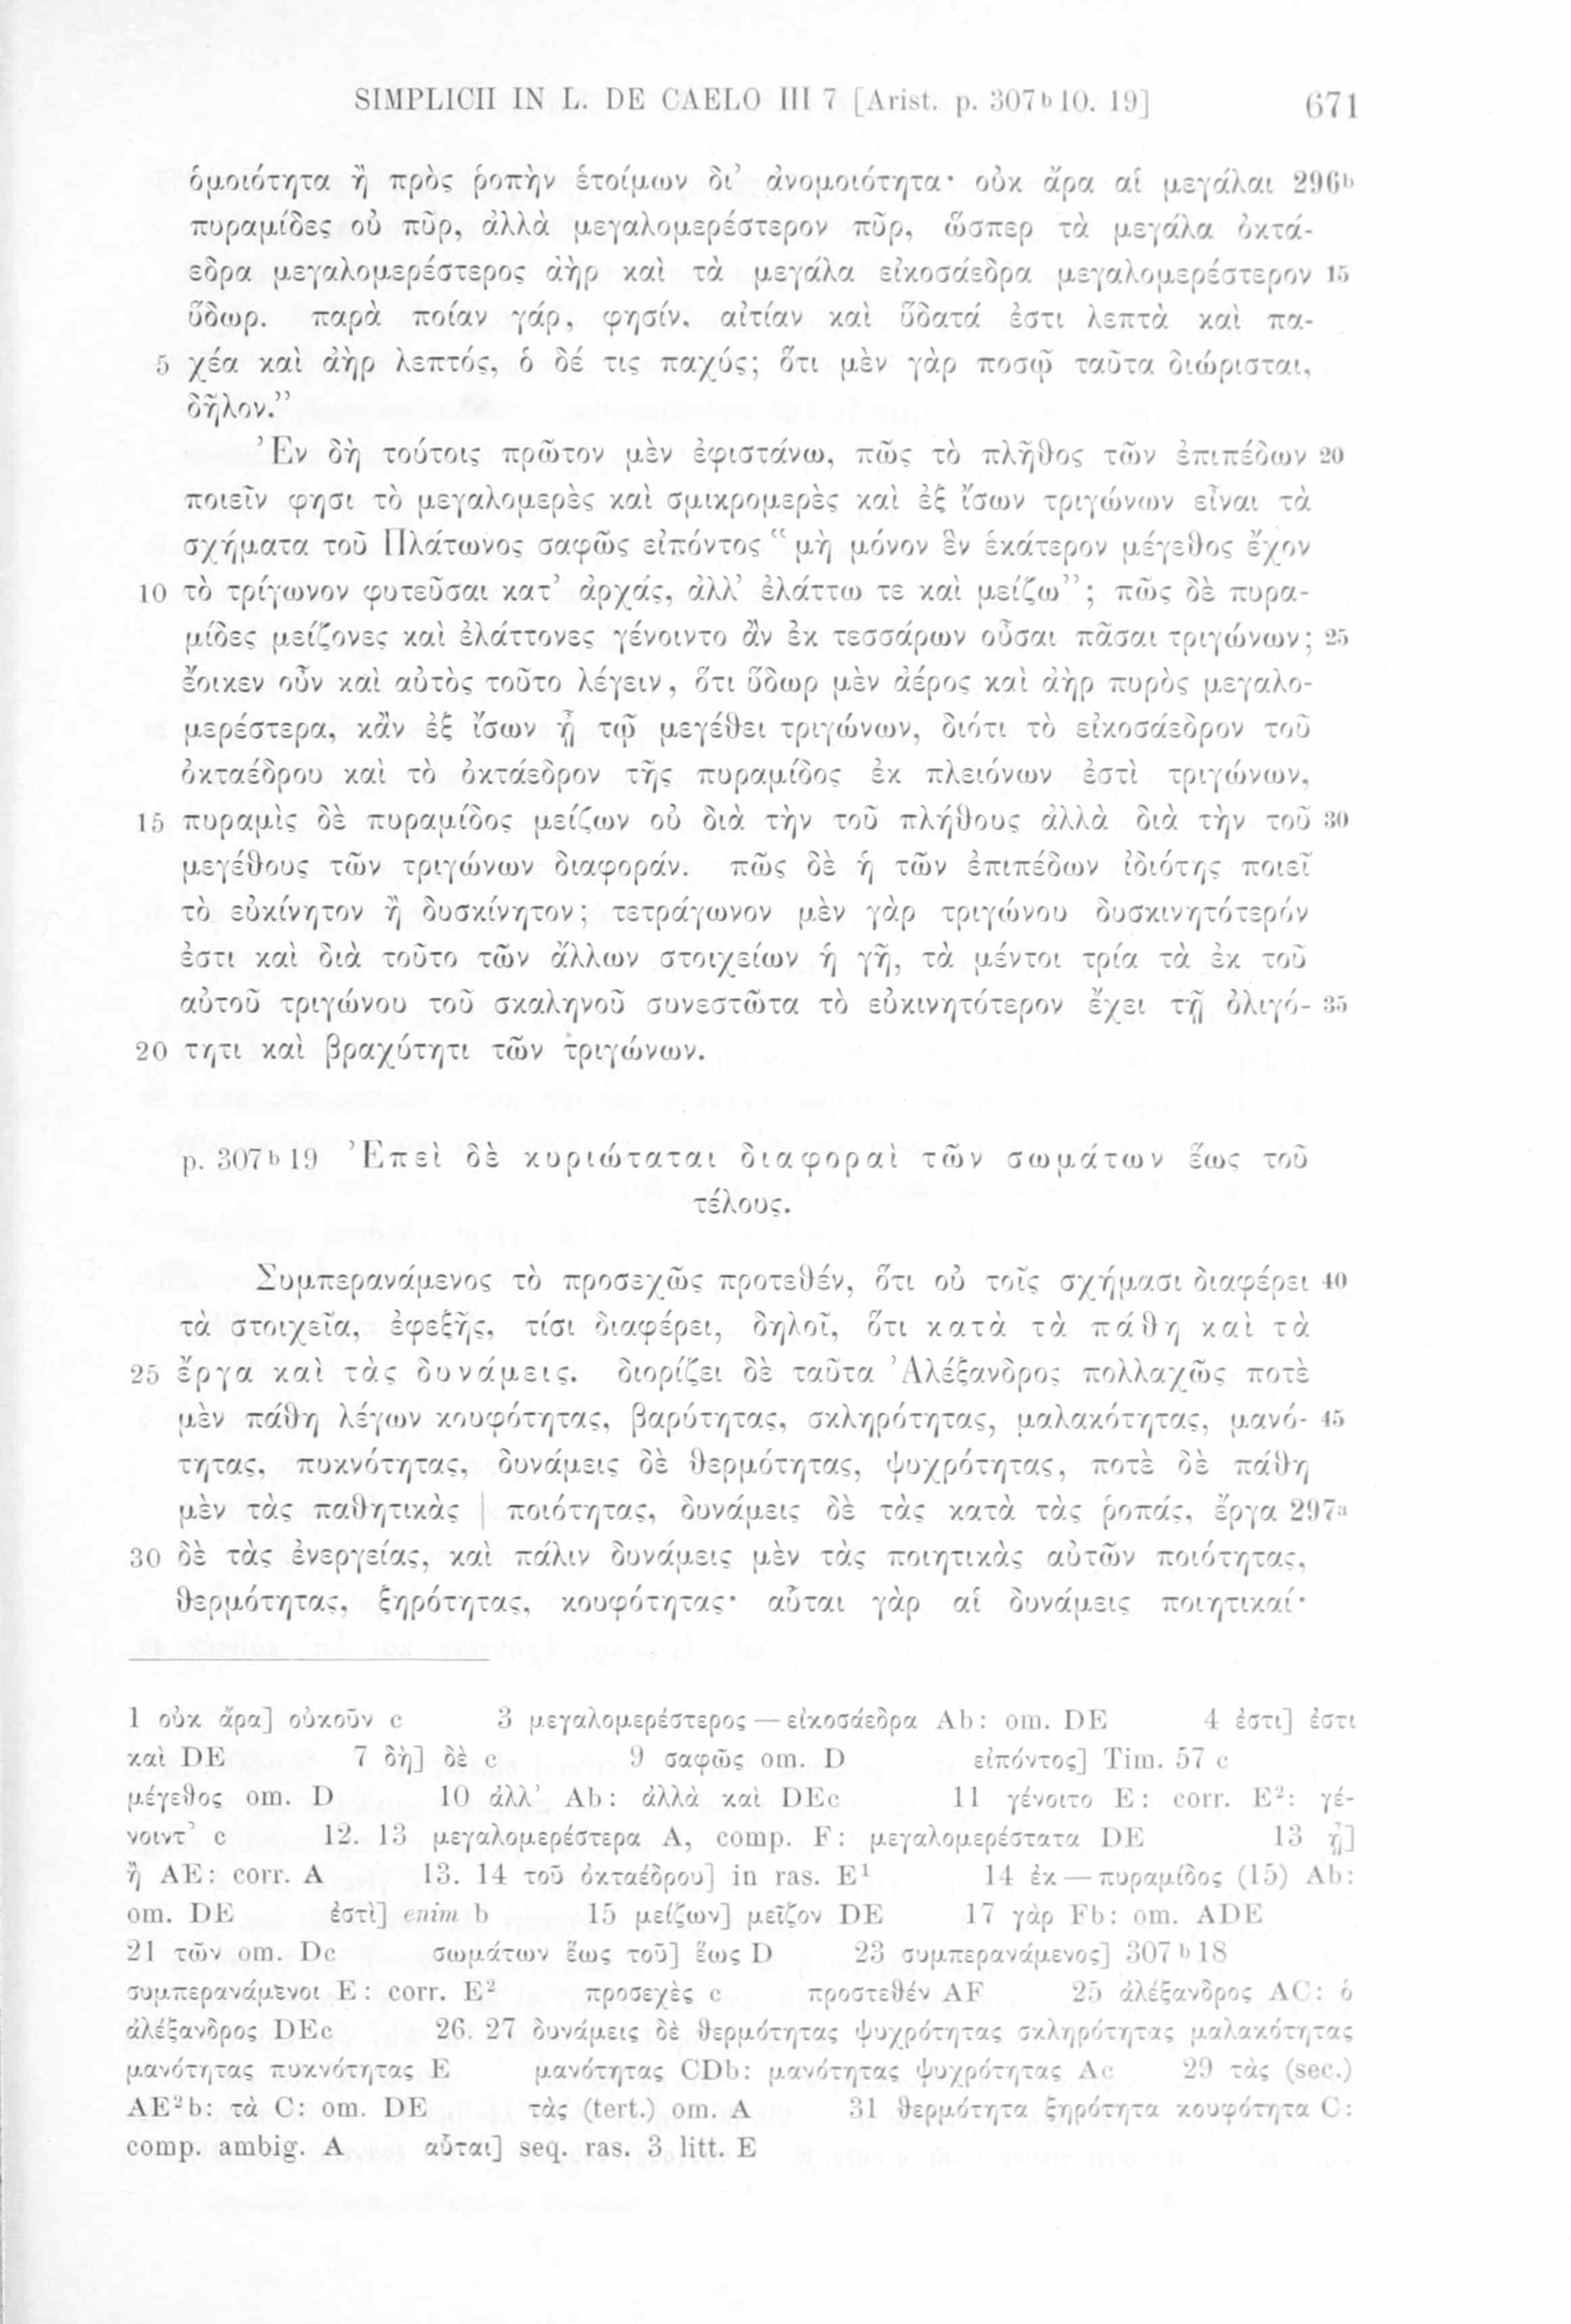 SIMPLICII IN L. DE CAELO III 7 [Arist. p. 307b10. 19] 671
ὁμοιότητα ἢ πρὸς ῥοπὴν ἑτοίμων δι’ ἀνομοιότητα· οὐκ ἄρα αἱ μεγάλαι 296b
πυραμίδες οὐ πῦρ, ἀλλὰ μεγαλομερέστερον πῦρ, ὥσπερ τὰ μεγάλα ὀκτά-
εδρα μεγαλομερέστερος ἀὴρ καὶ τὰ μεγάλα εἰκοσάεδρα μεγαλομερέστερον 15
ὕδωρ. παρὰ ποίαν γάρ, φησίν, αἰτίαν καὶ ὕδατά ἐστι λεπτὰ καὶ πα-
5 χέα καὶ ἀὴρ λεπτός, ὁ δέ τις παχύς; ὅτι μὲν γὰρ ποσῷ ταῦτα διώρισται,
δῆλον.”
Ἐν δὴ τούτοις πρῶτον μὲν ἐφιστάνω, πῶς τὸ πλῆθος τῶν ἐπιπέδων 20
ποιεῖν φησι τὸ μεγαλομερὲς καὶ σμικρομερὲς καὶ ἐξ ἴσων τριγώνων εἶναι τὰ
σχήματα τοῦ Πλάτωνος σαφῶς εἰπόντος “μὴ μόνον ἓν ἑκάτερον μέγεθος ἔχον
10 τὸ τρίγωνον φυτεῦσαι κατ’ ἀρχάς, ἀλλ’ ἐλάττω τε καὶ μείζω”; πῶς δὲ πυρα-
μίδες μείζονες καὶ ἐλάττονες γένοιντο ἂν ἐκ τεσσάρων οὖσαι πᾶσαι τριγώνων; 25
ἔοικεν οὖν καὶ αὐτὸς τοῦτο λέγειν, ὅτι ὕδωρ μὲν ἀέρος καὶ ἀὴρ πυρὸς μεγαλο-
μερέστερα, κἂν ἐξ ἴσων ᾖ τῷ μεγέθει τριγώνων, διότι τὸ εἰκοσάεδρον τοῦ
ὀκταέδρου καὶ τὸ ὀκτάεδρον τῆς πυραμίδος ἐκ πλειόνων ἐστὶ τριγώνων,
15 πυραμὶς δὲ πυραμίδος μείζων οὐ διὰ τὴν τοῦ πλήθους ἀλλὰ διὰ τὴν τοῦ 30
μεγέθους τῶν τριγώνων διαφοράν. πῶς δὲ ἡ τῶν ἐπιπέδων ἰδιότης ποιεῖ
τὸ εὐκίνητον ἢ δυσκίνητον; τετράγωνον μὲν γὰρ τριγώνου δυσκινητότερόν
ἐστι καὶ διὰ τοῦτο τῶν ἄλλων στοιχείων ἡ γῆ, τὰ μέντοι τρία τὰ ἐκ τοῦ
αὐτοῦ τριγώνου τοῦ σκαληνοῦ συνεστῶτα τὸ εὐκινητότερον ἔχει τῇ ὀλιγό- 35
20 τητι καὶ βραχύτητι τῶν τριγώνων.
p. 307b19 Ἐπεὶ δὲ κυριώταται διαφοραὶ τῶν σωμάτων ἕως τοῦ
τέλους.
Συμπερανάμενος τὸ προσεχῶς προτεθέν, ὅτι οὐ τοῖς σχήμασι διαφέρει 40
τὰ στοιχεῖα, ἐφεξῆς, τίσι διαφέρει, δηλοῖ, ὅτι κατὰ τὰ πάθη καὶ τὰ
25 ἔργα καὶ τὰς δυνάμεις. διορίζει δὲ ταῦτα Ἀλέξανδρος πολλαχῶς ποτὲ
μὲν πάθη λέγων κουφότητας, βαρύτητας, σκληρότητας, μαλακότητας, μανό- 45
τητας, πυκνότητας, δυνάμεις δὲ θερμότητας, ψυχρότητας, ποτὲ δὲ πάθη
μὲν τὰς παθητικὰς | ποιότητας, δυνάμεις δὲ τὰς κατὰ τὰς ῥοπάς, ἔργα 297a
30 δὲ τὰς ἐνεργείας, καὶ πάλιν δυνάμεις μὲν τὰς ποιητικὰς αὐτῶν ποιότητας,
θερμότητας, ξηρότητας, κουφότητας· αὗται γὰρ αἱ δυνάμεις ποιητικαί·
1 οὐκ ἄρα] οὐκοῦν c 3 μεγαλομερέστερος — εἰκοσάεδρα Ab: om. DE 4 ἐστι] ἐστι
καὶ DE 7 δὴ] δὲ c 9 σαφῶς om. D εἰπόντος] Tim. 57 c
μέγεθος om. D 10 ἀλλ’ Ab: ἀλλὰ καὶ DEc 11 γένοιτο E: corr. E²: γέ-
νοιντ’ c 12. 13 μεγαλομερέστερα A, comp. F: μεγαλομερέστατα DE 13 ᾖ]
ἢ AE: corr. A 13. 14 τοῦ ὀκταέδρου] in ras. E¹ 14 ἐκ — πυραμίδος (15) Ab:
om. DE ἐστὶ] enim b 15 μείζων] μεῖζον DE 17 γὰρ Fb: om. ADE
21 τῶν om. Dc σωμάτων ἕως τοῦ] ἕως D 23 συμπερανάμενος] 307b18
συμπερανάμενοι E: corr. E² προσεχὲς c προστεθέν AF 25 ἀλέξανδρος AC: ὁ
ἀλέξανδρος DEc 26. 27 δυνάμεις δὲ θερμότητας ψυχρότητας σκληρότητας μαλακότητας
μανότητας πυκνότητας E μανότητας CDb: μανότητας ψυχρότητας Ac 29 τὰς (sec.)
AE²b: τὰ C: om. DE τὰς (tert.) om. A 31 θερμότητα ξηρότητα κουφότητα C:
comp. ambig. A αὗται] seq. ras. 3 litt. E